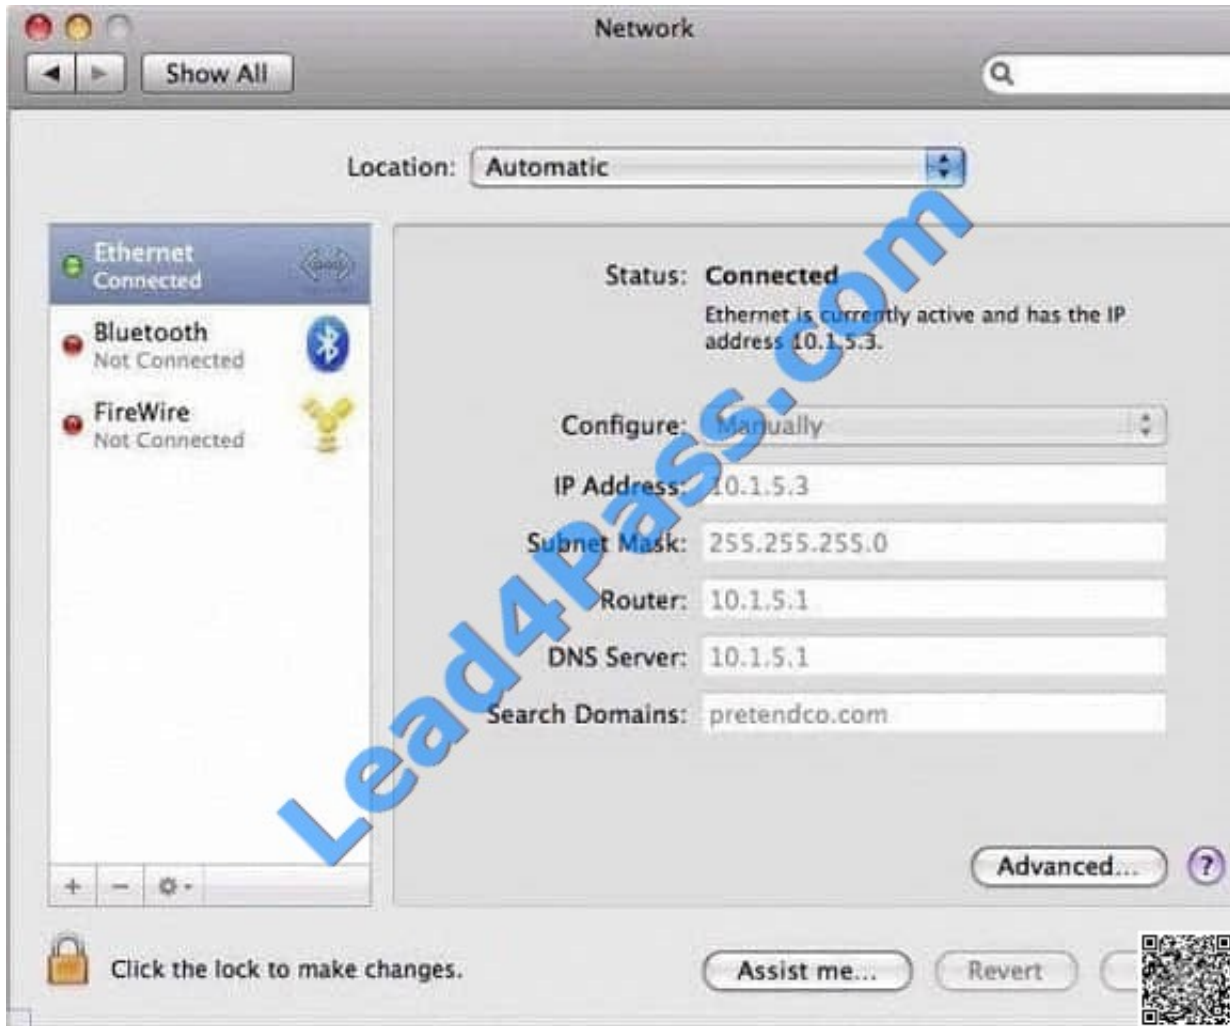 Network
Show All
Location: Automatic
Ethernet
Connected
Bluetooth
Not Connected
FireWire
Not Connected
Status: Connected
Ethernet is currently active and has the IP
address 10.1.5.3.
Configure: Manually
IP Address: 10.1.5.3
Subnet Mask: 255.255.255.0
Router: 10.1.5.1
DNS Server: 10.1.5.1
Search Domains: pretendco.com
Advanced... ?
Click the lock to make changes.
Assist me... Revert
Lead4Pass.com